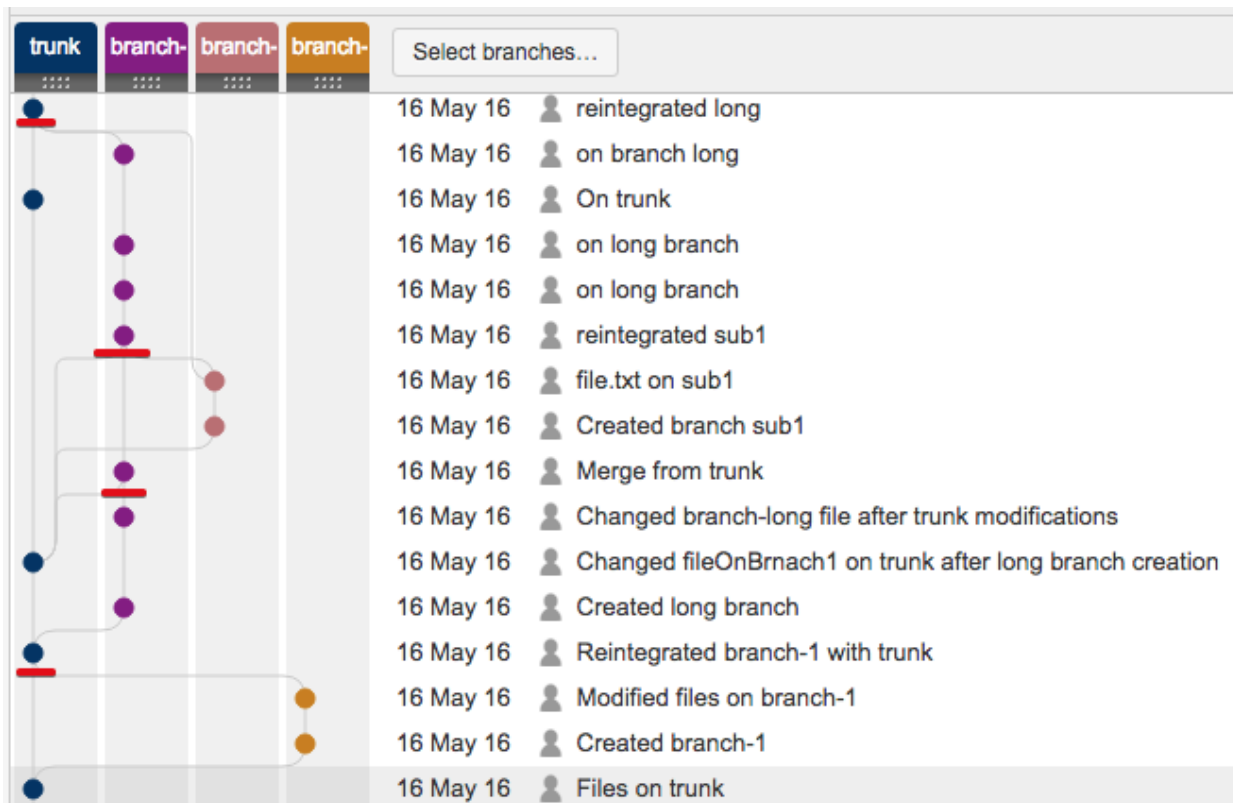 trunk branch- branch- branch- Select branches...
16 May 16 reintegrated long
16 May 16 on branch long
16 May 16 On trunk
16 May 16 on long branch
16 May 16 on long branch
16 May 16 reintegrated sub1
16 May 16 file.txt on sub1
16 May 16 Created branch sub1
16 May 16 Merge from trunk
16 May 16 Changed branch-long file after trunk modifications
16 May 16 Changed fileOnBrnach1 on trunk after long branch creation
16 May 16 Created long branch
16 May 16 Reintegrated branch-1 with trunk
16 May 16 Modified files on branch-1
16 May 16 Created branch-1
16 May 16 Files on trunk